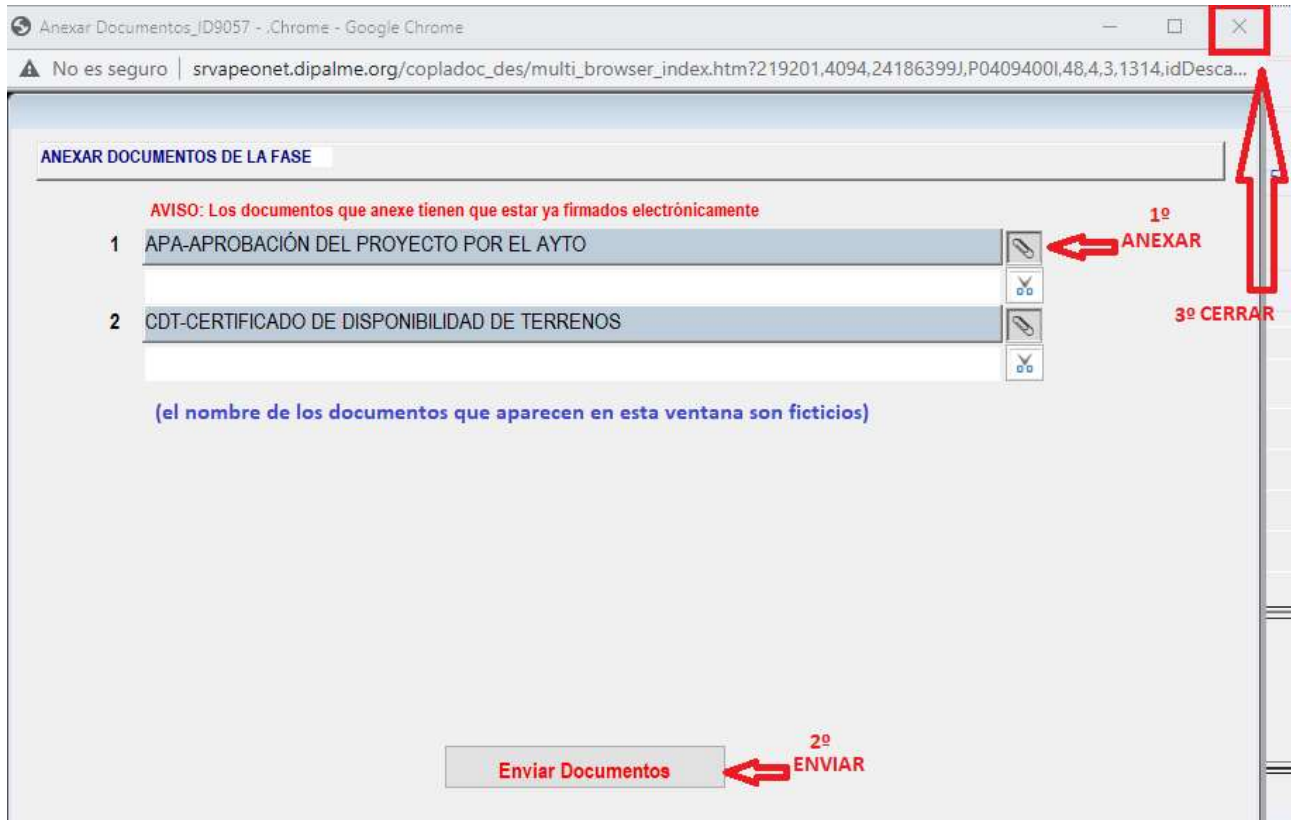 Anexar Documentos_ID9057 - .Chrome - Google Chrome
No es seguro | srvapeonet.dipalme.org/copladoc_des/multi_browser_index.htm?219201,4094,24186399J,P0409400I,48,4,3,1314,idDesca...
ANEXAR DOCUMENTOS DE LA FASE
AVISO: Los documentos que anexe tienen que estar ya firmados electrónicamente
1 APA-APROBACIÓN DEL PROYECTO POR EL AYTO
1º
ANEXAR
2 CDT-CERTIFICADO DE DISPONIBILIDAD DE TERRENOS
3º CERRAR
(el nombre de los documentos que aparecen en esta ventana son ficticios)
Enviar Documentos
2º
ENVIAR